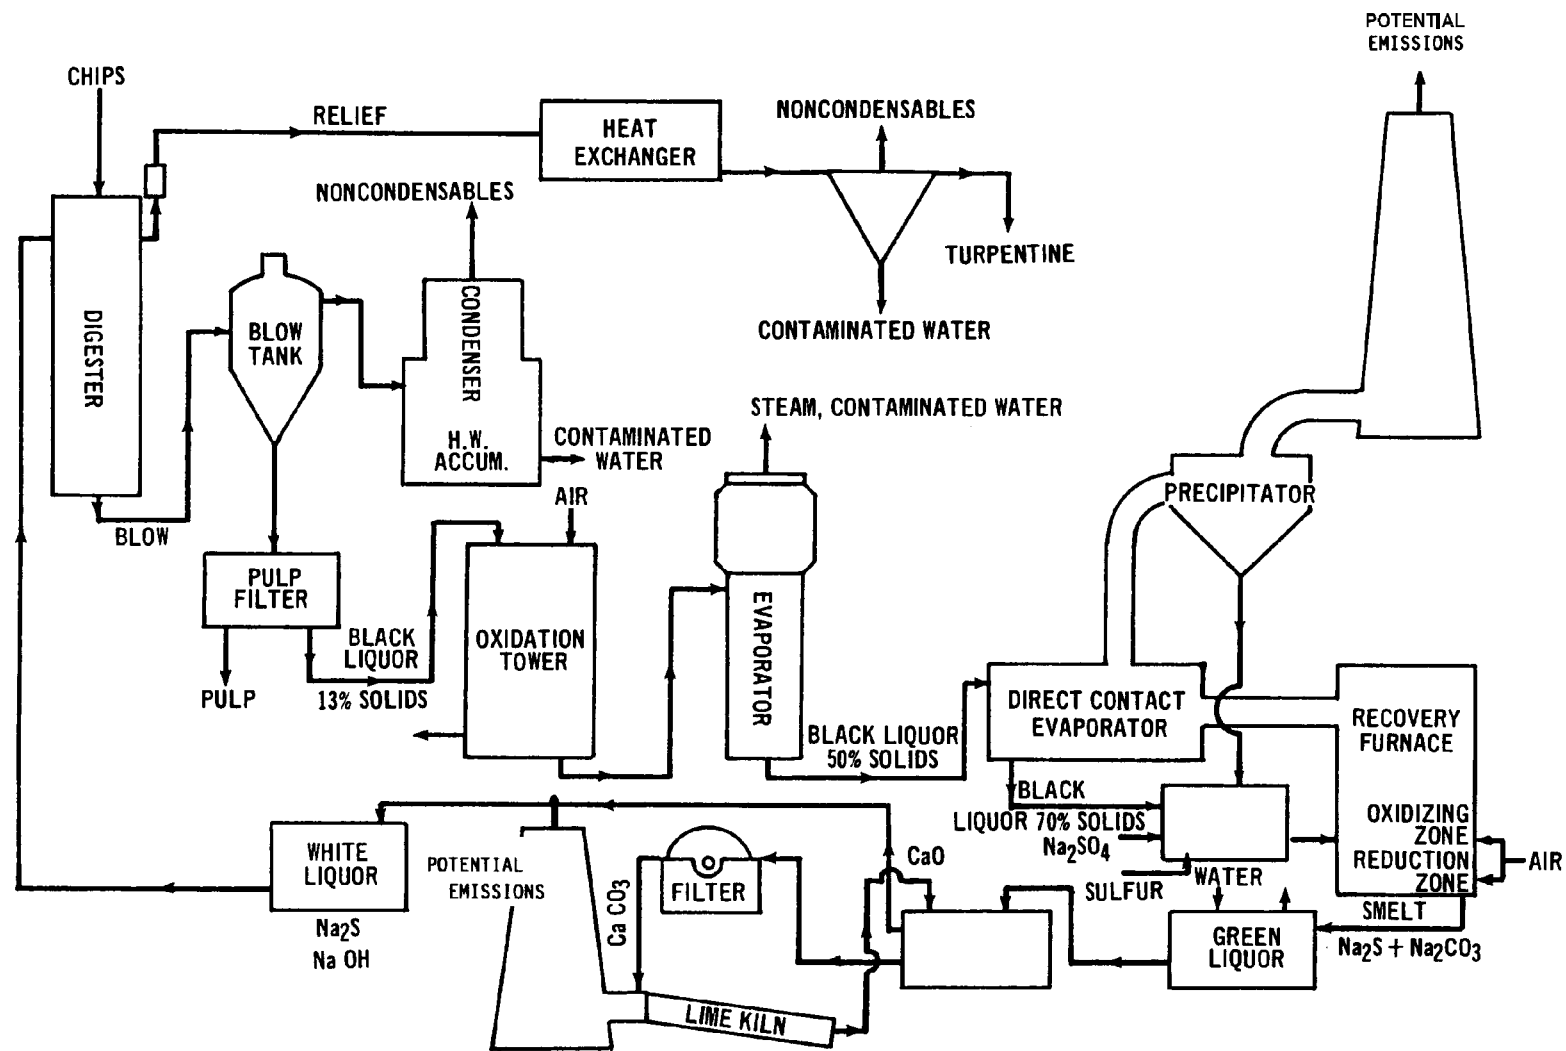 POTENTIAL
EMISSIONS
CHIPS
RELIEF
HEAT
EXCHANGER
NONCONDENSABLES
NONCONDENSABLES
TURPENTINE
CONTAMINATED WATER
DIGESTER
BLOW
TANK
CONDENSER
H.W.
ACCUM.
CONTAMINATED
WATER
STEAM, CONTAMINATED WATER
PRECIPITATOR
BLOW
AIR
PULP
FILTER
BLACK
LIQUOR
13% SOLIDS
PULP
OXIDATION
TOWER
EVAPORATOR
BLACK LIQUOR
50% SOLIDS
DIRECT CONTACT
EVAPORATOR
RECOVERY
FURNACE
OXIDIZING
ZONE
REDUCTION
ZONE
AIR
BLACK
LIQUOR 70% SOLIDS
Na2SO4
SULFUR
WATER
SMELT
Na2S + Na2CO3
GREEN
LIQUOR
WHITE
LIQUOR
Na2S
Na OH
POTENTIAL
EMISSIONS
FILTER
Ca CO3
CaO
LIME KILN